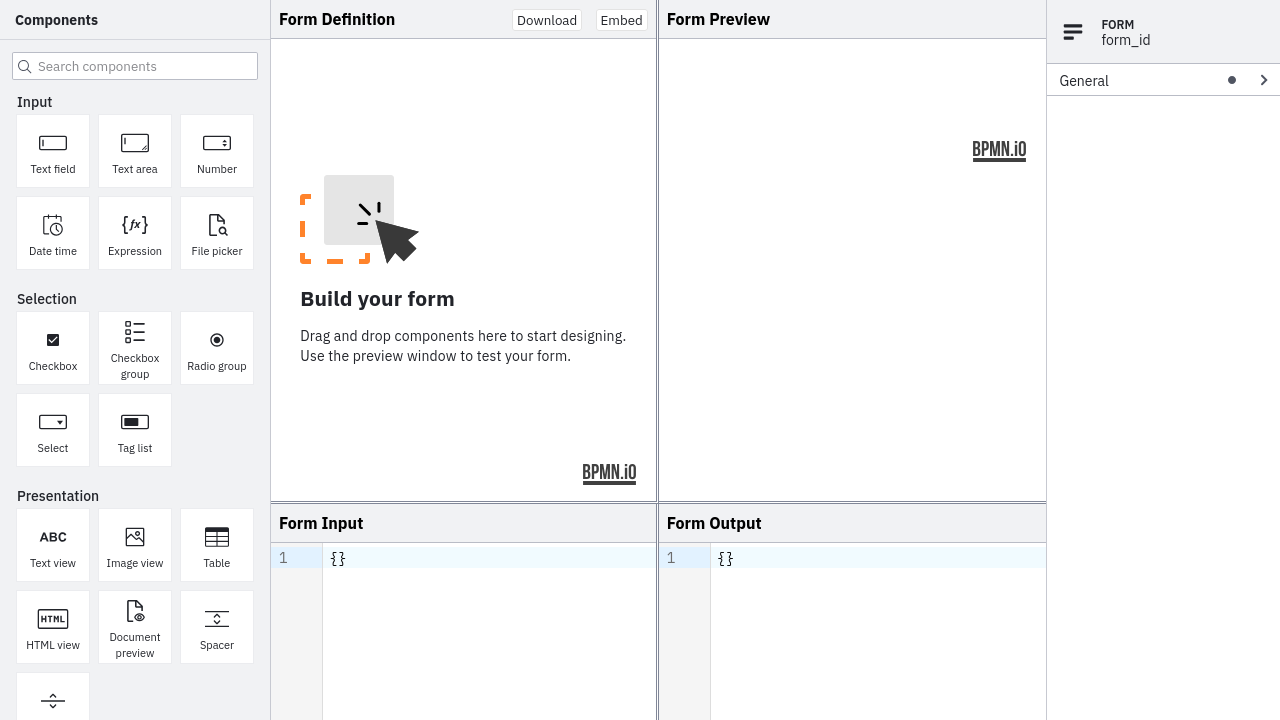 Components
Search components
Input
Text field
Text area
Number
Date time
Expression
File picker
Selection
Checkbox
Checkbox
group
Radio group
Select
Tag list
Presentation
ABC
Text view
Image view
Table
HTML
HTML view
Document
preview
Spacer
Form Definition
Download
Embed
Build your form
Drag and drop components here to start designing.
Use the preview window to test your form.
BPMN.iO
Form Preview
BPMN.iO
Form Input
1
{}
Form Output
1
{}
FORM
form_id
General